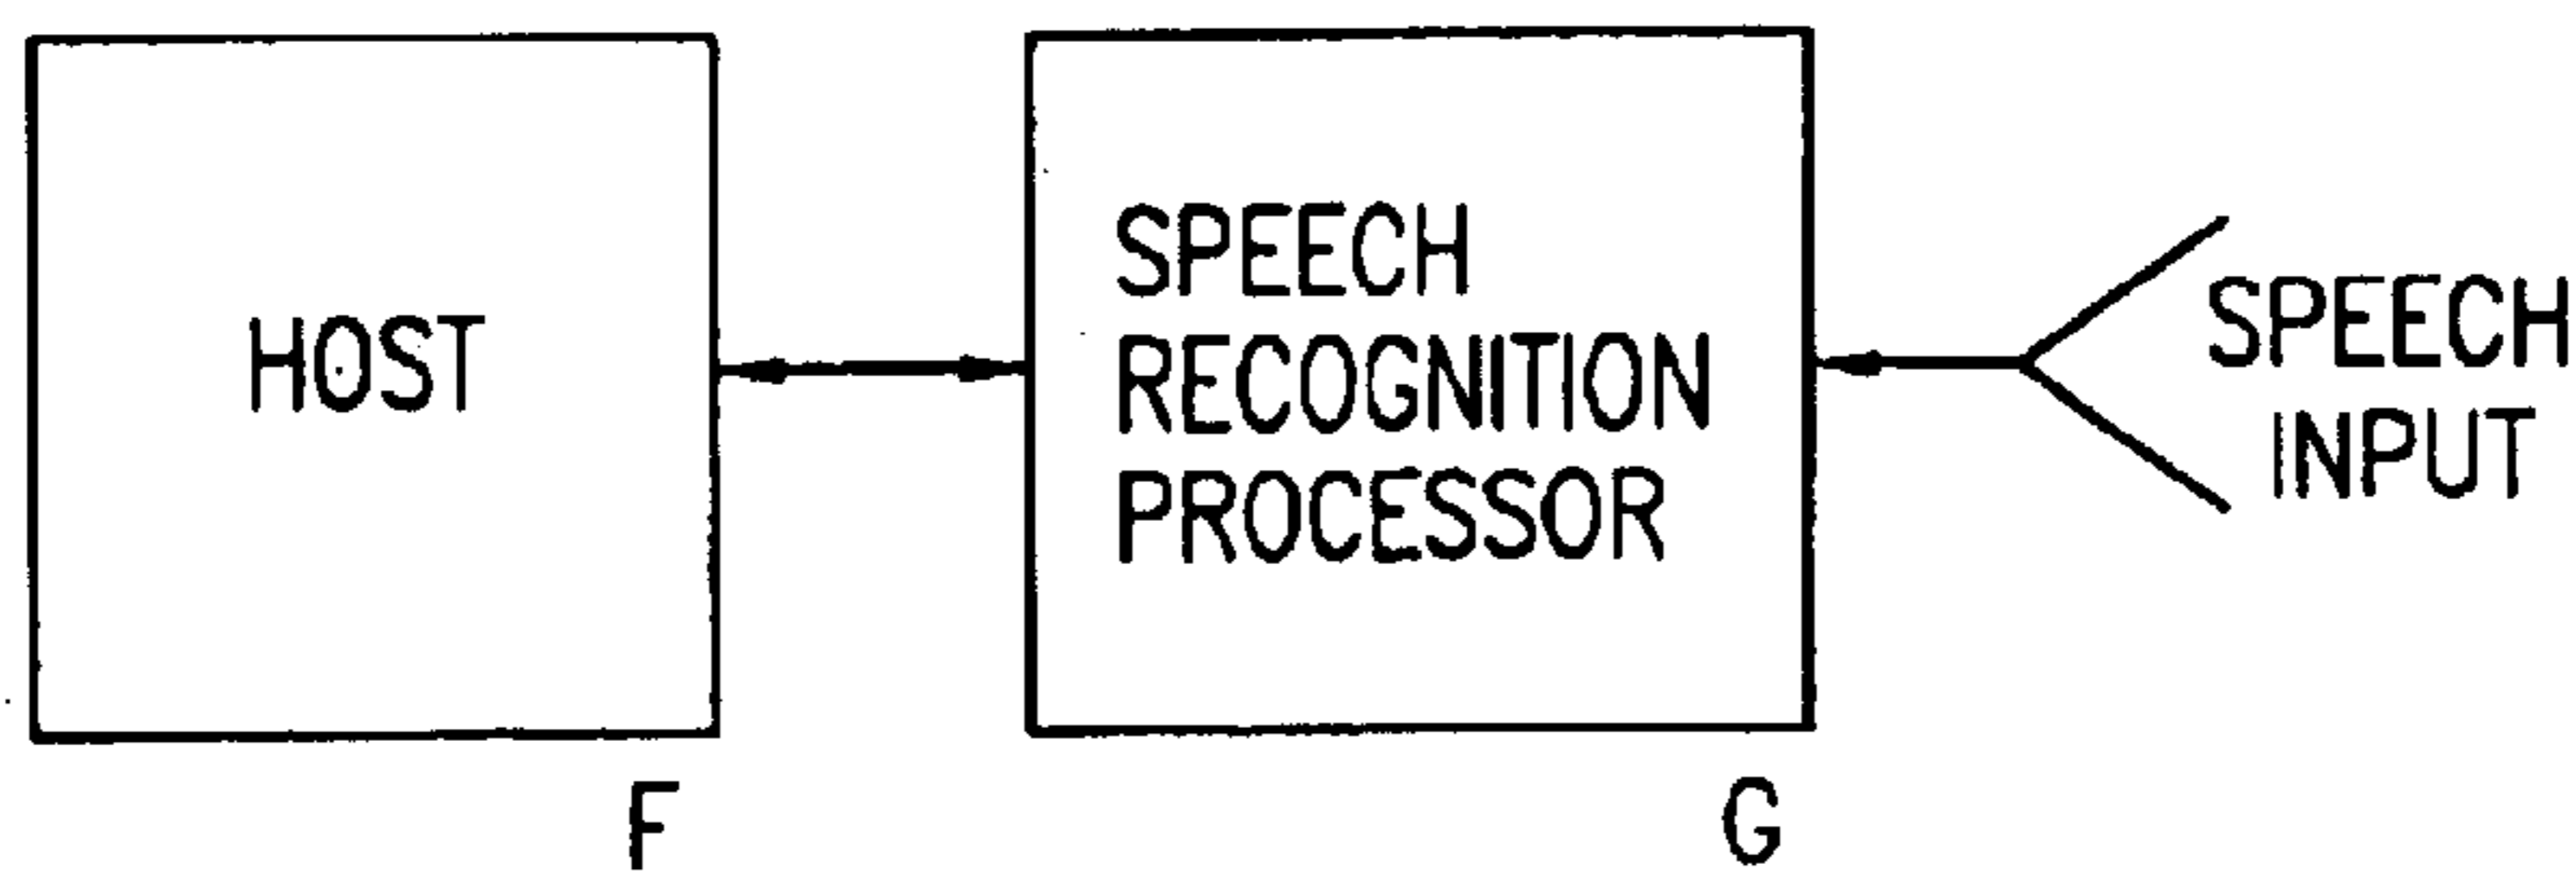 HOST
SPEECH
RECOGNITION
PROCESSOR
SPEECH
INPUT
F
G